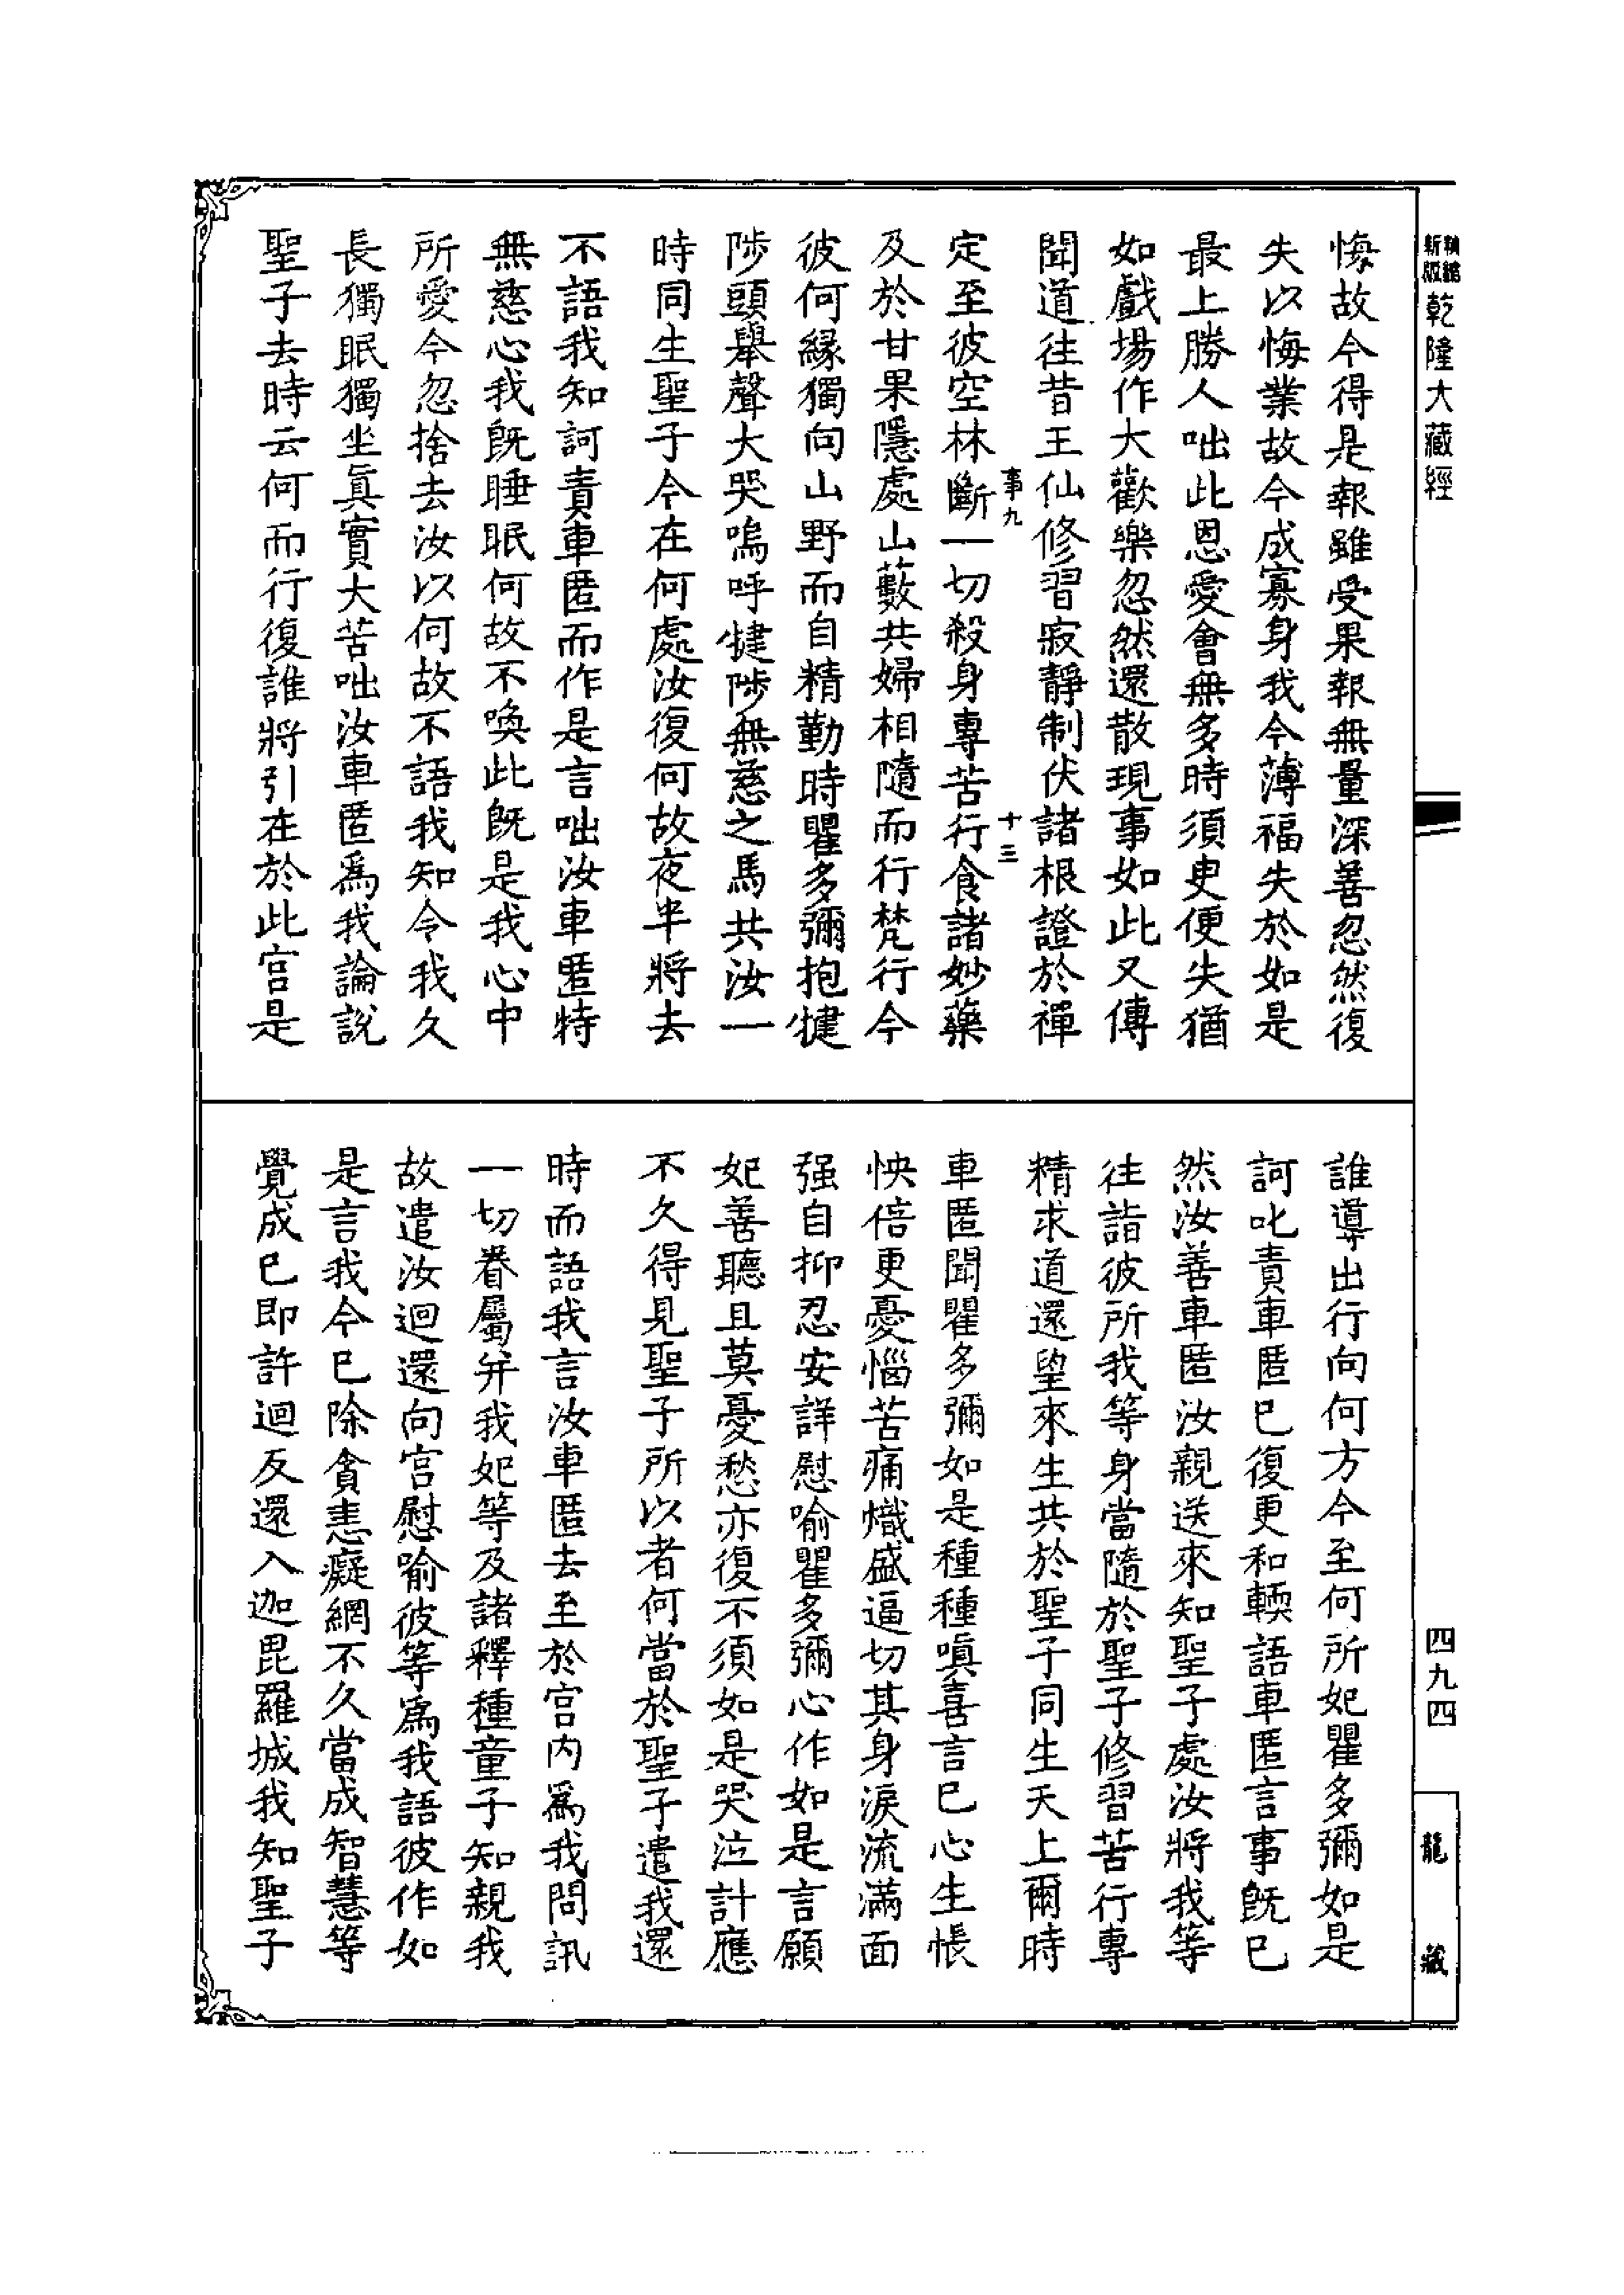 新編縮版乾隆大藏經
悔故今得是報雖受果報無量深善忽然復
失以悔業故今成寡身我今薄福失於如是
最上勝人咄此恩愛會無多時須臾便失猶
如戲場作大歡樂忽然還散現事如此又傳
聞道往昔王仙修習寂靜制伏諸根證於禪
事九
十三
定至彼空林斷一切殺身專苦行食諸妙藥
及於甘果隱處山藪共婦相隨而行梵行今
彼何緣獨向山野而自精勤時瞿多彌抱犍
陟頭舉聲大哭嗚呼犍陟無慈之馬共汝一
時同生聖子今在何處汝復何故夜半將去
不語我知訶責車匿而作是言咄汝車匿特
無慈心我旣睡眠何故不喚此旣是我心中
所愛今忽捨去汝以何故不語我知令我久
長獨眠獨坐眞實大苦咄汝車匿爲我論說
聖子去時云何而行復誰將引在於此宮是
誰導出行向何方今至何所妃瞿多彌如是
訶叱責車匿已復更和輭語車匿言事旣已
然汝善車匿汝親送來知聖子處汝將我等
往詣彼所我等身當隨於聖子修習苦行專
精求道還望來生共於聖子同生天上爾時
車匿聞瞿多彌如是種種嗔喜言已心生悵
怏倍更憂惱苦痛熾盛逼切其身淚流滿面
强自抑忍安詳慰喻瞿多彌心作如是言願
妃善聽且莫憂愁亦復不須如是哭泣計應
不久得見聖子所以者何當於聖子遣我還
時而語我言汝車匿去至於宮內爲我問訊
一切眷屬幷我妃等及諸釋種童子知親我
故遣汝迴還向宮慰喻彼等爲我語彼作如
是言我今已除貪恚癡網不久當成智慧等
覺成已即許迴反還入迦毘羅城我知聖子
四九四
龍藏